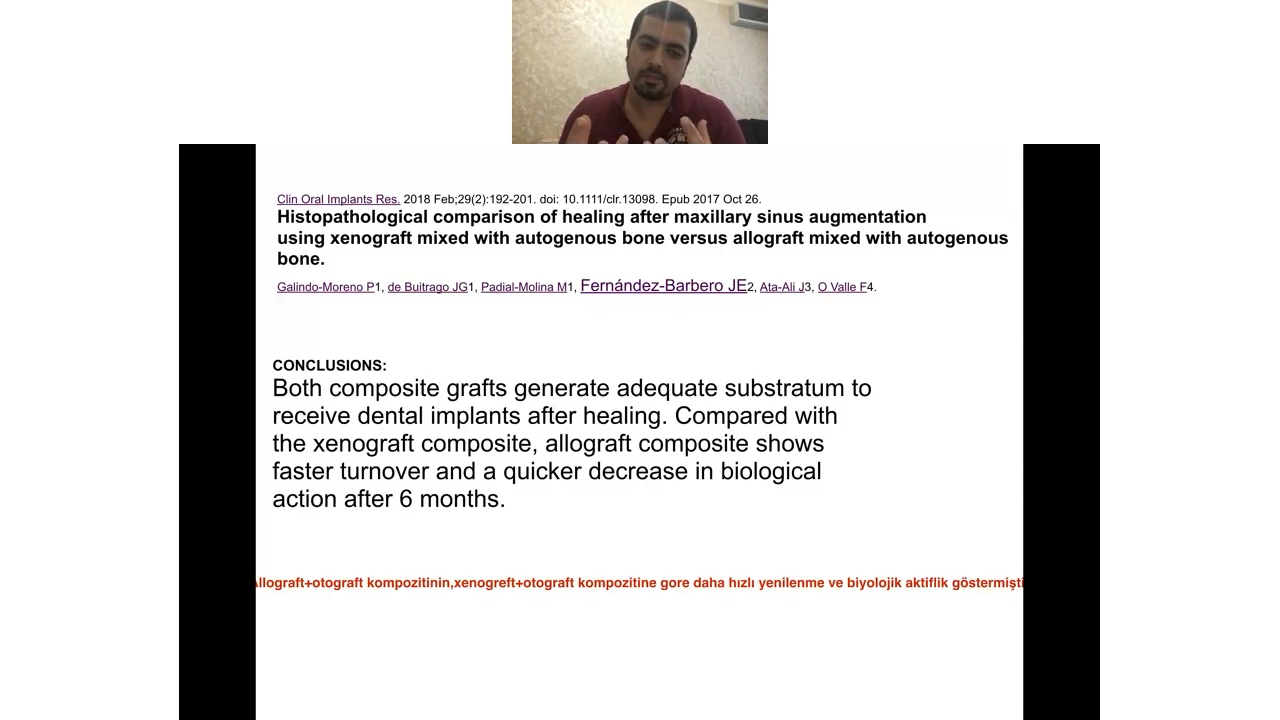 Clin Oral Implants Res. 2018 Feb;29(2):192-201. doi: 10.1111/clr.13098. Epub 2017 Oct 26.
Histopathological comparison of healing after maxillary sinus augmentation
using xenograft mixed with autogenous bone versus allograft mixed with autogenous
bone.
Galindo-Moreno P1, de Buitrago JG1, Padial-Molina M1, Fernández-Barbero JE2, Ata-Ali J3, O Valle F4.
CONCLUSIONS:
Both composite grafts generate adequate substratum to
receive dental implants after healing. Compared with
the xenograft composite, allograft composite shows
faster turnover and a quicker decrease in biological
action after 6 months.
Allograft+otograft kompozitinin,xenogreft+otograft kompozitine gore daha hızlı yenilenme ve biyolojik aktiflik göstermişti